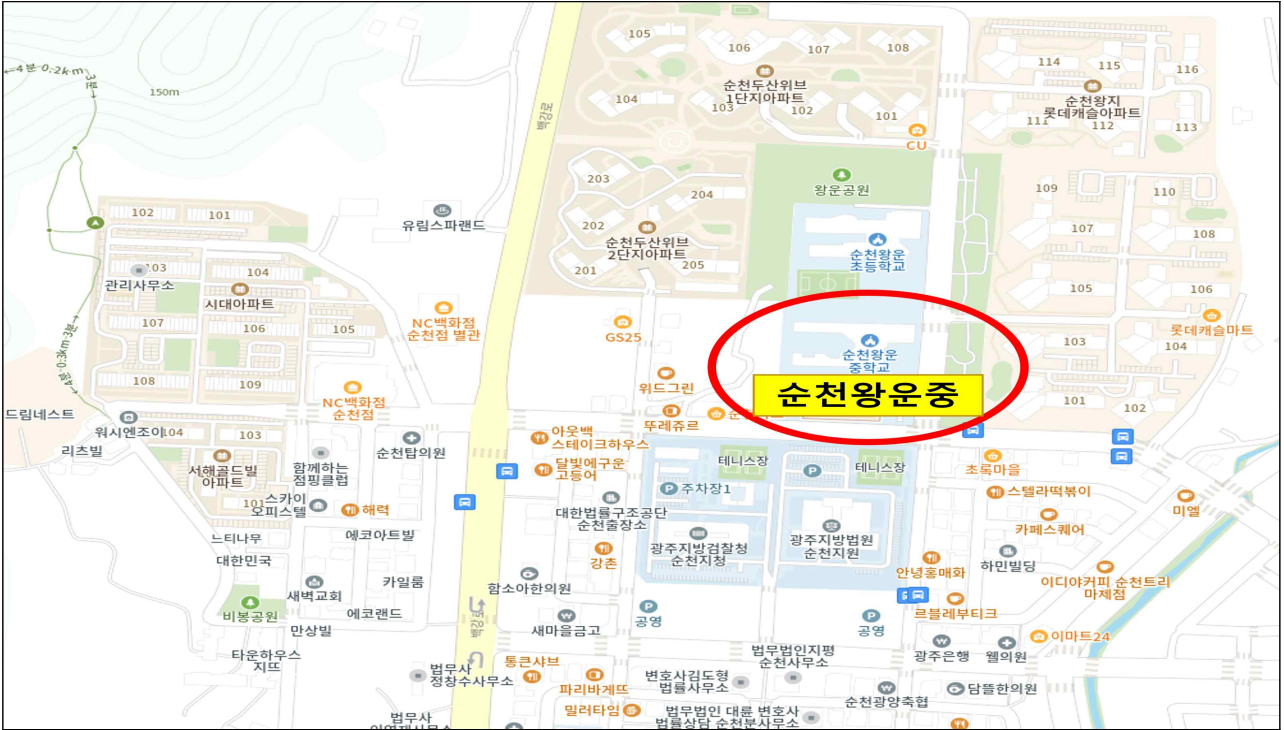 105
106
107
108
114
115
116
←4분·0.2km·3분→
150m
백강로
순천두산위브
1단지아파트
104
103
102
101
순천왕지
롯데캐슬아파트
111
112
113
CU
203
204
왕운공원
109
110
102
101
유림스파랜드
202
순천두산위브
2단지아파트
201
205
순천왕운
초등학교
107
108
103
관리사무소
104
시대아파트
105
106
107
106
105
NC백화점
순천점 별관
GS25
롯데캐슬마트
순천왕운
중학교
103
104
←4분·0.3km·3분→
108
109
NC백화점
순천점
위드그린
순천왕운중
101
102
드림네스트
워시엔조이
104
103
뚜레쥬르
리츠빌
서해골드빌
아파트
101
함께하는
점핑클럽
순천탑의원
아웃백
스테이크하우스
달빛에구운
고등어
테니스장
P
테니스장
초록마을
스카이
오피스텔
해력
P 주차장1
대한법률구조공단
순천출장소
스텔라떡볶이
미엘
카페스퀘어
느티나무
에코아트빌
대한민국
강촌
광주지방검찰청
순천지청
광주지방법원
순천지원
안녕홍매화
하민빌딩
이디야커피 순천트리
마제점
새벽교회
카일룸
함소아한의원
비봉공원
에코랜드
만상빌
백강로
새마을금고
P
공영
P
공영
르블레부티크
이마트24
타운하우스
지뜨
법무사
정창수사무소
통큰샤브
파리바게뜨
변호사김도형
법률사무소
법무법인지평
순천사무소
광주은행
웰의원
순천광양축협
담뜰한의원
밀러타임
법무사
법무법인 대륜 변호사
법률상담 순천분사무소